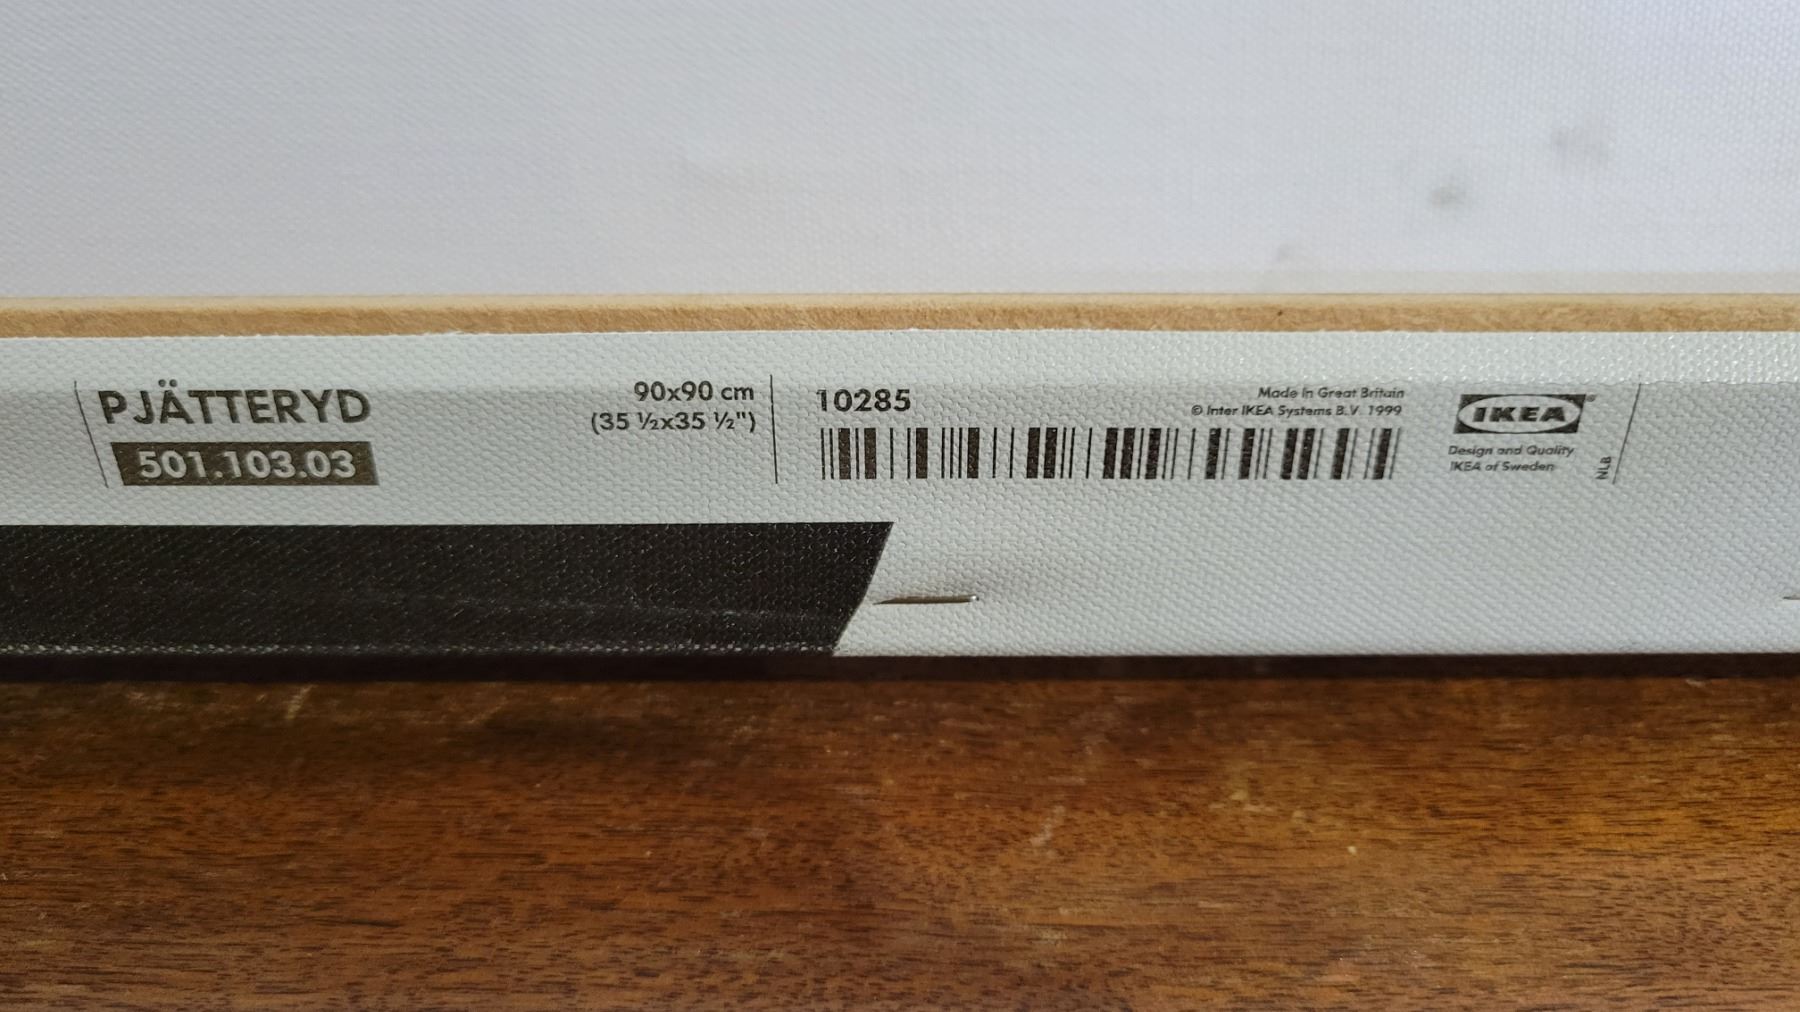 PJÄTTERYD
501.103.03
90x90 cm
(35 ½x35 ½")
10285
Made In Great Britain
© Inter IKEA Systems B.V. 1999
IKEA®
Design and Quality
IKEA of Sweden
NLB